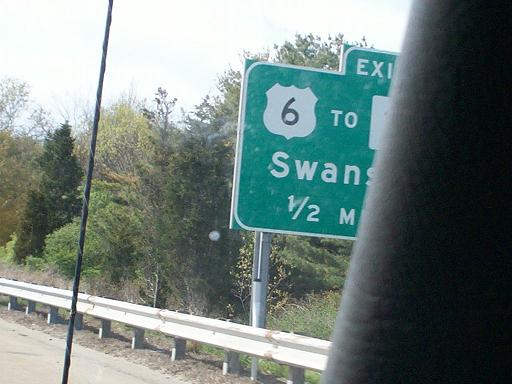 EXI
6 TO
Swans
1/2 M